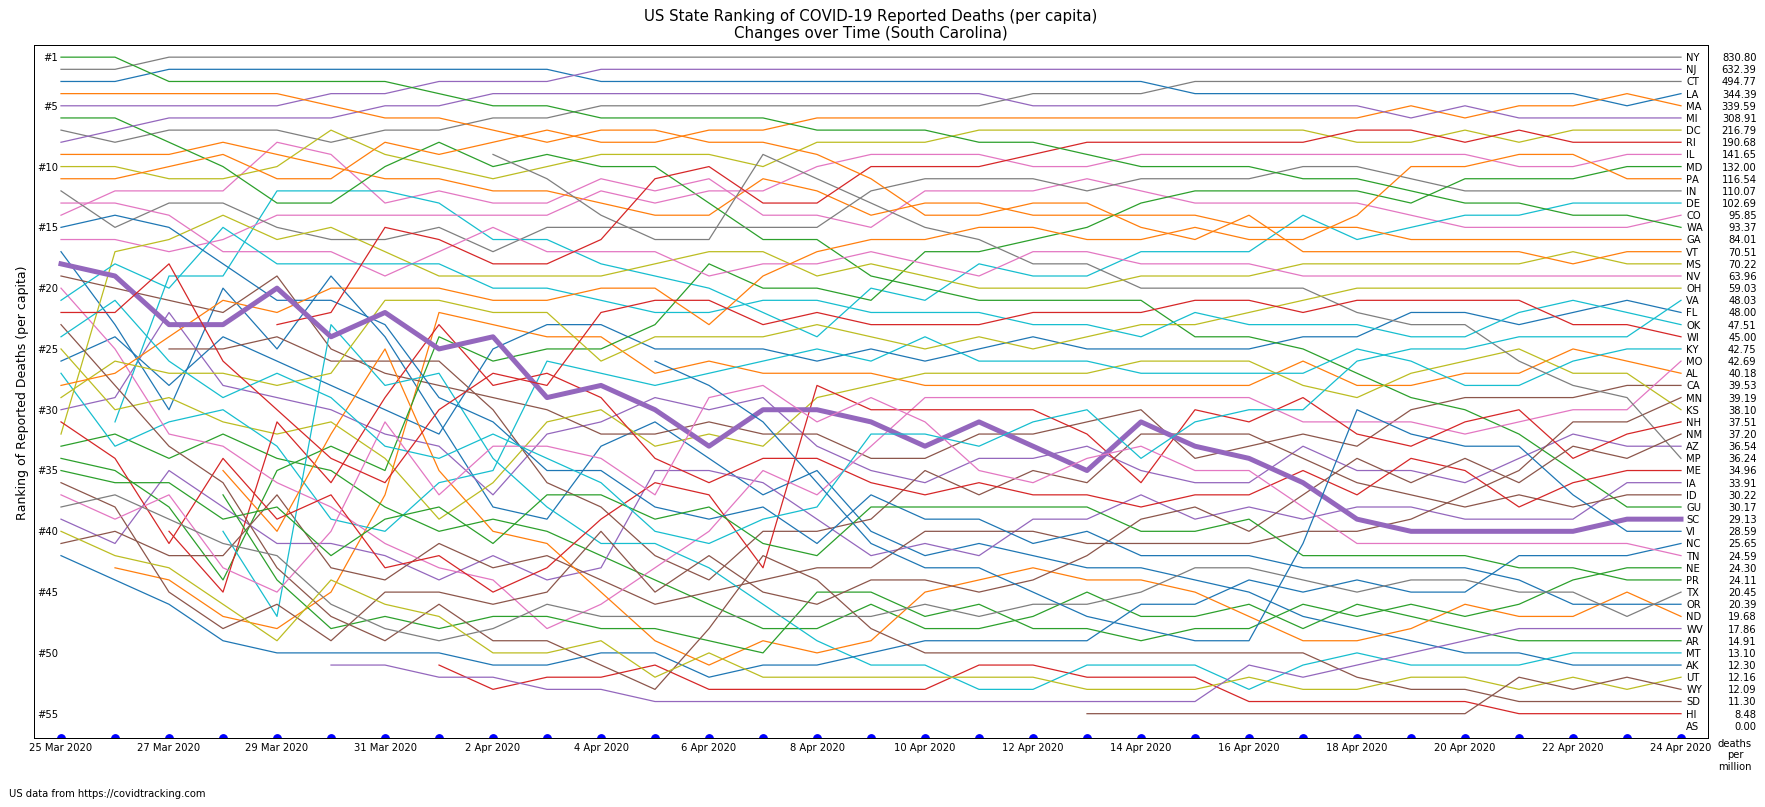 US State Ranking of COVID-19 Reported Deaths (per capita)
Changes over Time (South Carolina)
Ranking of Reported Deaths (per capita)
#1
#5
#10
#15
#20
#25
#30
#35
#40
#45
#50
#55
NY 830.80
NJ 632.39
CT 494.77
LA 344.39
MA 339.59
MI 308.91
DC 216.79
RI 190.68
IL 141.65
MD 132.00
PA 116.54
IN 110.07
DE 102.69
CO 95.85
WA 93.37
GA 84.01
VT 70.51
MS 70.22
NV 63.96
OH 59.03
VA 48.03
FL 48.00
OK 47.51
WI 45.00
KY 42.75
MO 42.69
AL 40.18
CA 39.53
MN 39.19
KS 38.10
NH 37.51
NM 37.20
AZ 36.54
MP 36.24
ME 34.96
IA 33.91
ID 30.22
GU 30.17
SC 29.13
VI 28.59
NC 25.65
TN 24.59
NE 24.30
PR 24.11
TX 20.45
OR 20.39
ND 19.68
WV 17.86
AR 14.91
MT 13.10
AK 12.30
UT 12.16
WY 12.09
SD 11.30
HI 8.48
AS 0.00
25 Mar 2020 27 Mar 2020 29 Mar 2020 31 Mar 2020 2 Apr 2020 4 Apr 2020 6 Apr 2020 8 Apr 2020 10 Apr 2020 12 Apr 2020 14 Apr 2020 16 Apr 2020 18 Apr 2020 20 Apr 2020 22 Apr 2020 24 Apr 2020
deaths
per
million
US data from https://covidtracking.com